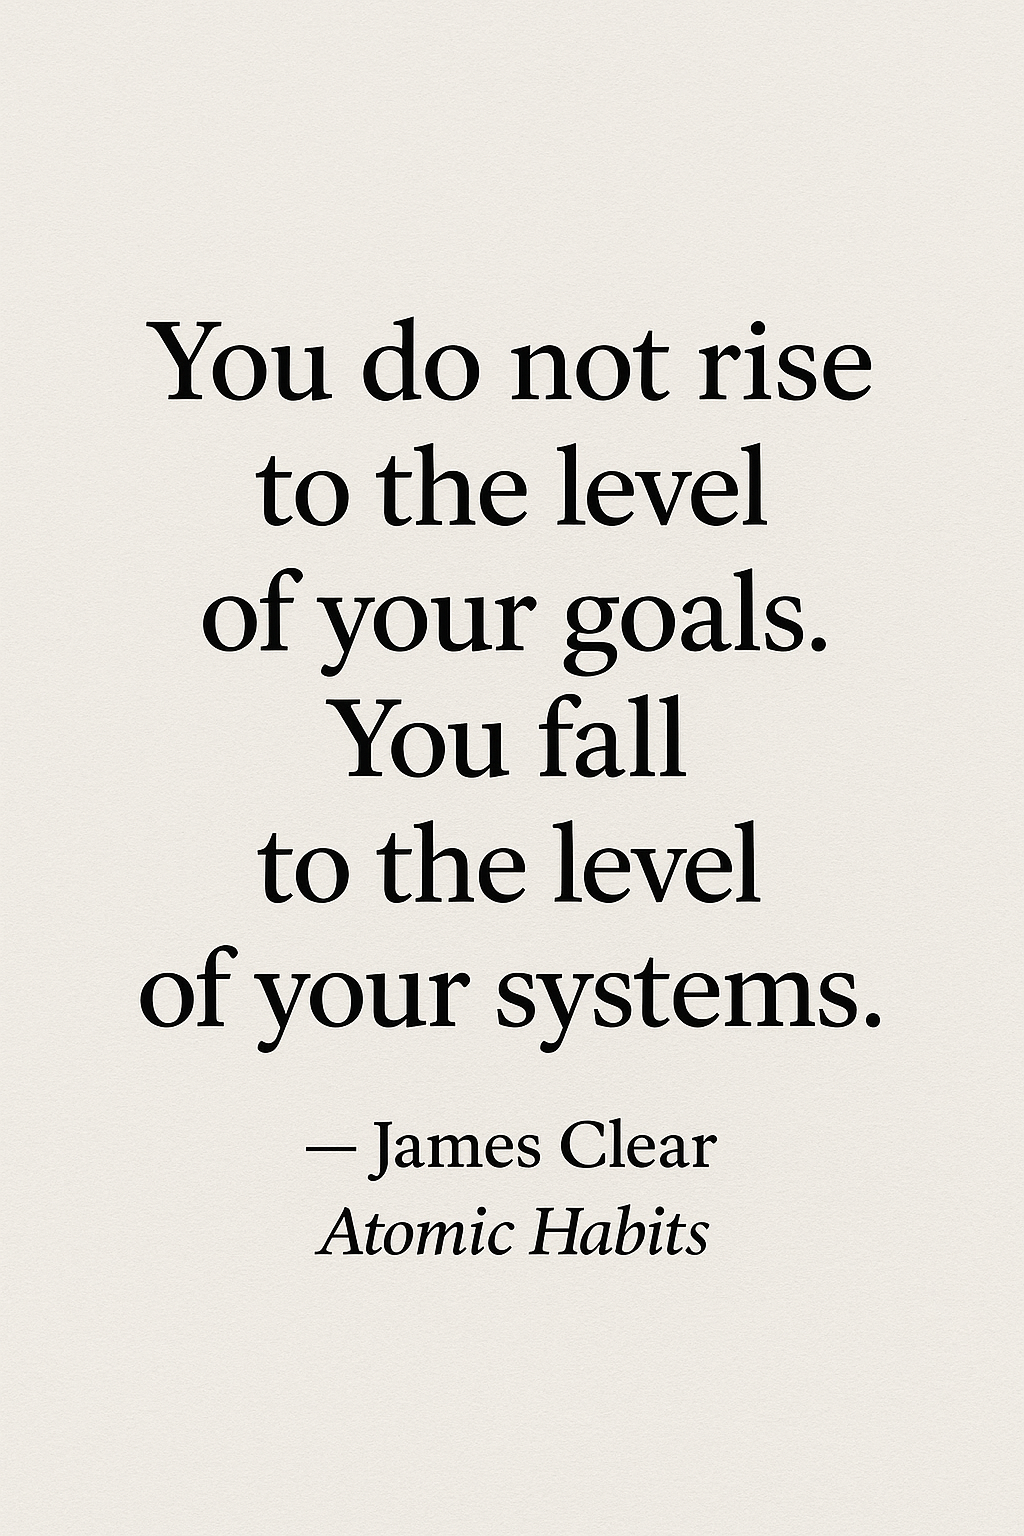 You do not rise
to the level
of your goals.
You fall
to the level
of your systems.
— James Clear
Atomic Habits